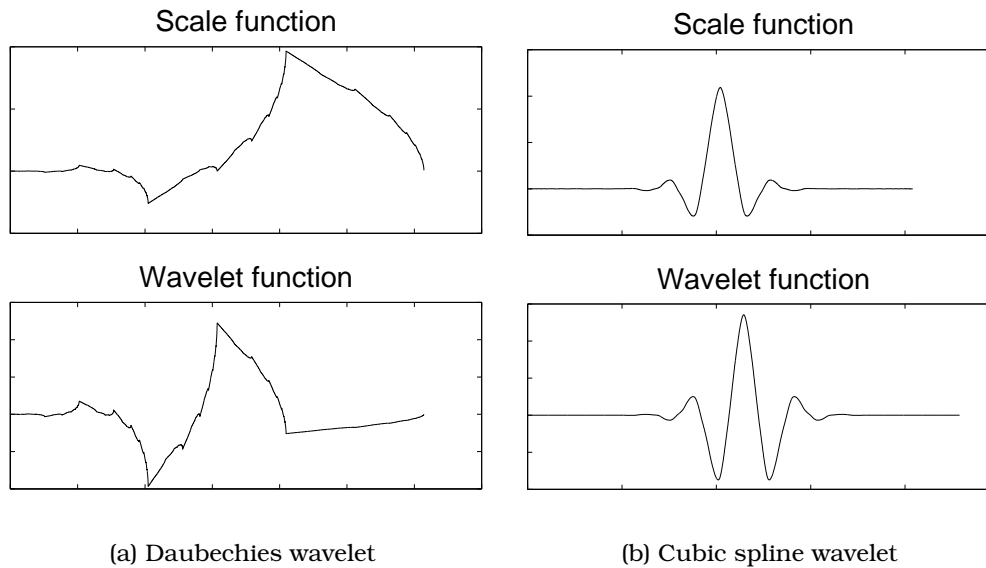 Scale function
Wavelet function
(a) Daubechies wavelet
Scale function
Wavelet function
(b) Cubic spline wavelet